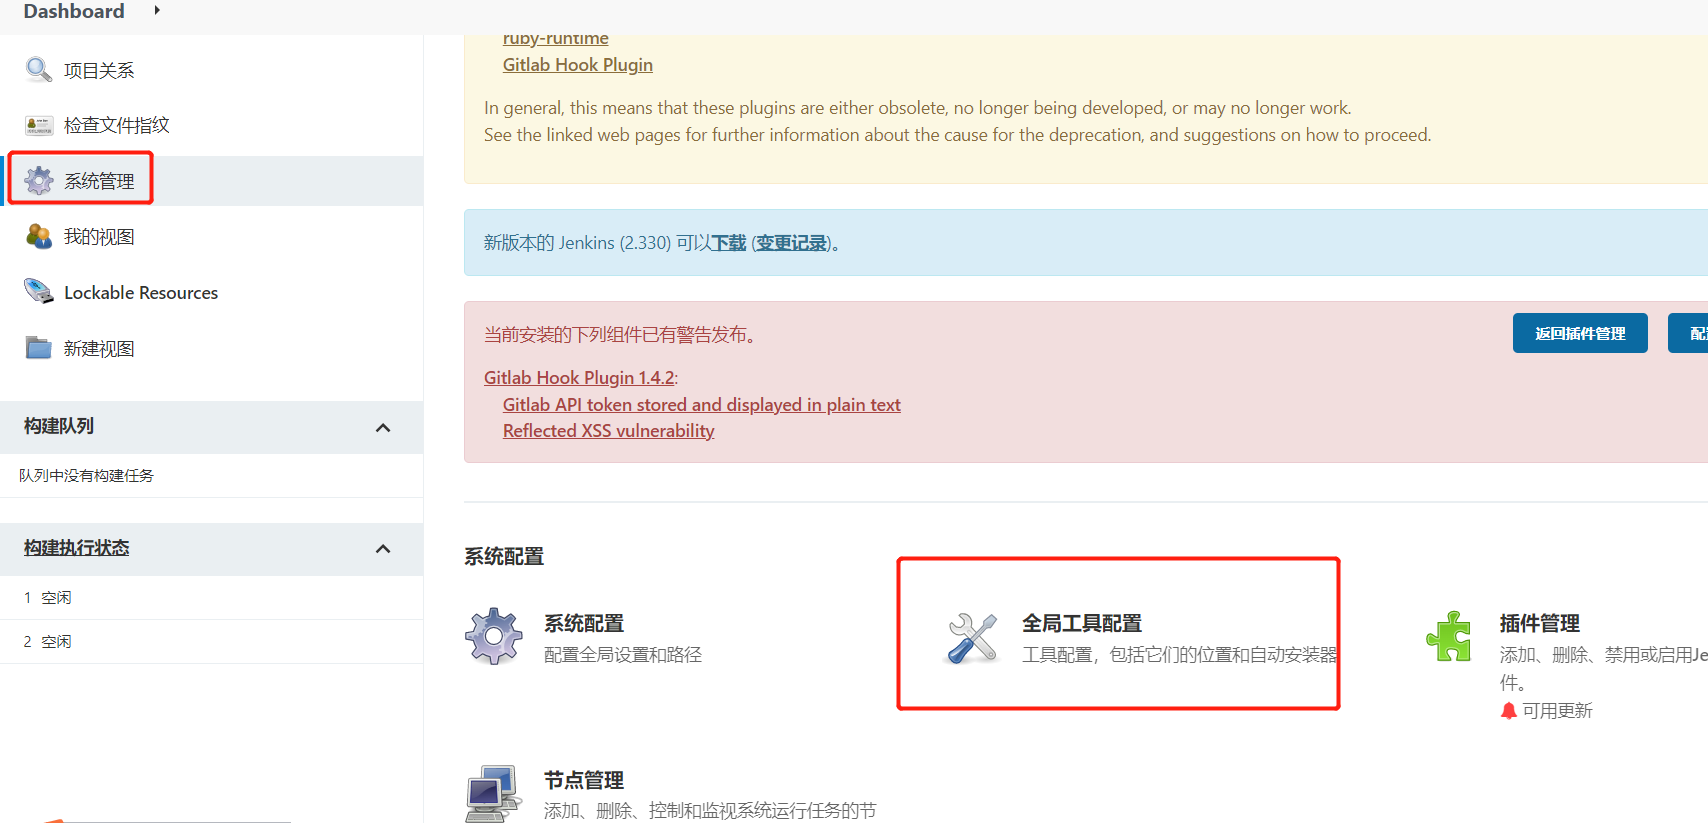 Dashboard
项目关系
检查文件指纹
系统管理
我的视图
Lockable Resources
新建视图
构建队列
队列中没有构建任务
构建执行状态
1 空闲
2 空闲
ruby-runtime
Gitlab Hook Plugin
In general, this means that these plugins are either obsolete, no longer being developed, or may no longer work.
See the linked web pages for further information about the cause for the deprecation, and suggestions on how to proceed.
新版本的 Jenkins (2.330) 可以下载 (变更记录)。
当前安装的下列组件已有警告发布。
返回插件管理
配
Gitlab Hook Plugin 1.4.2:
Gitlab API token stored and displayed in plain text
Reflected XSS vulnerability
系统配置
系统配置
配置全局设置和路径
全局工具配置
工具配置，包括它们的位置和自动安装器
插件管理
添加、删除、禁用或启用Je
件。
可用更新
节点管理
添加、删除、控制和监视系统运行任务的节